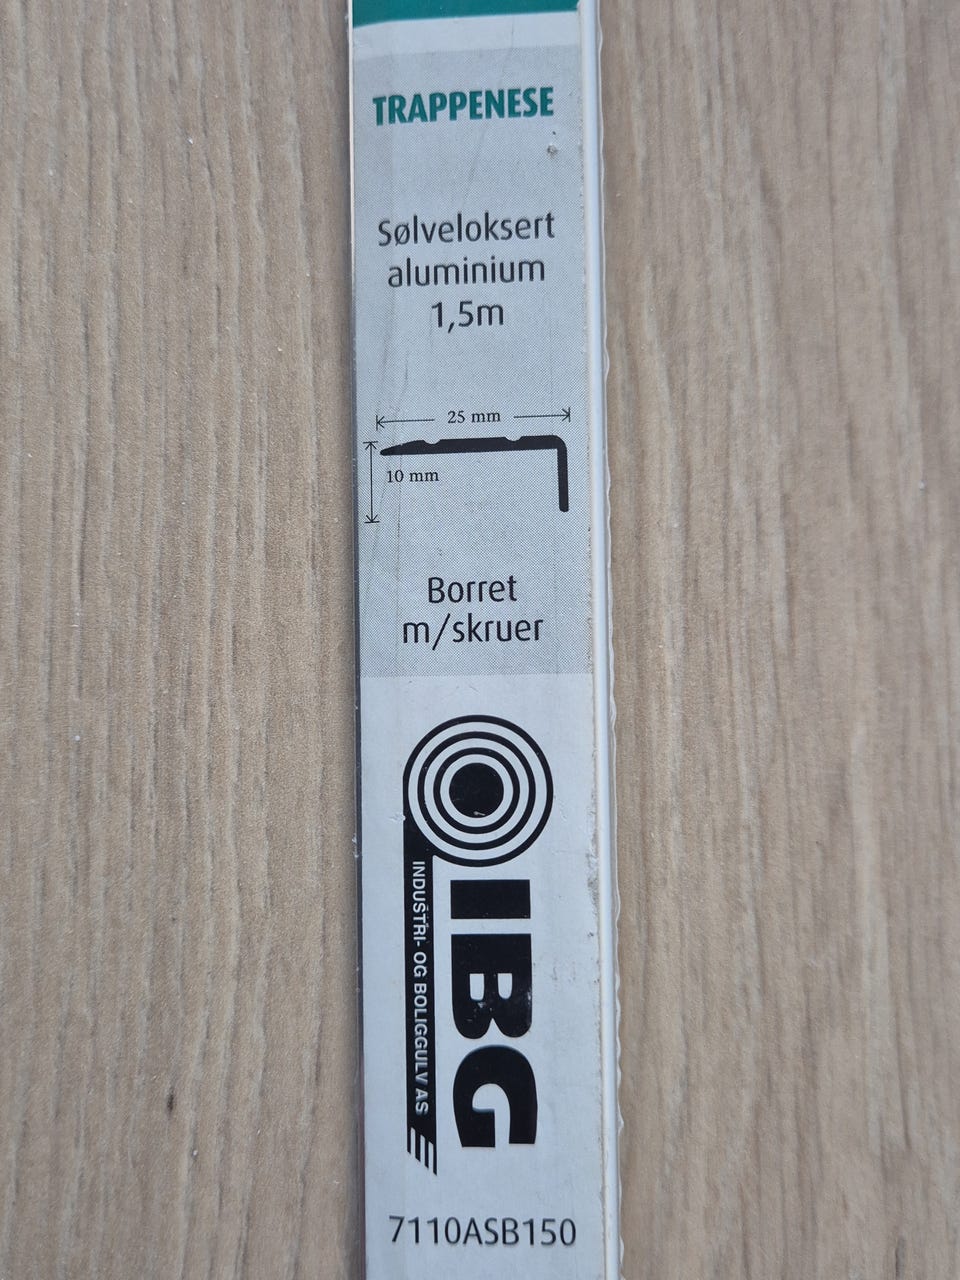 TRAPPENESE
Sølveloksert
aluminium
1,5m
25 mm
10 mm
Borret
m/skruer
IBG
INDUSTRI- OG BOLIGGULV AS
7110ASB150